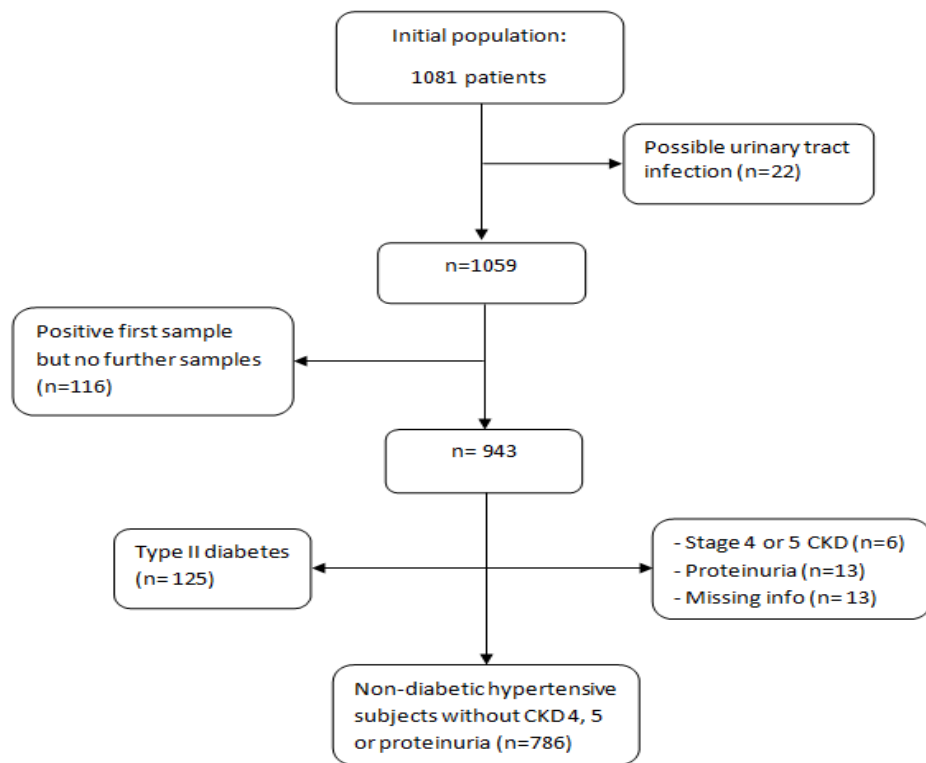 Initial population:
1081 patients
Possible urinary tract
infection (n=22)
n=1059
Positive first sample
but no further samples
(n=116)
n= 943
Type II diabetes
(n= 125)
- Stage 4 or 5 CKD (n=6)
- Proteinuria (n=13)
- Missing info (n= 13)
Non-diabetic hypertensive
subjects without CKD 4, 5
or proteinuria (n=786)